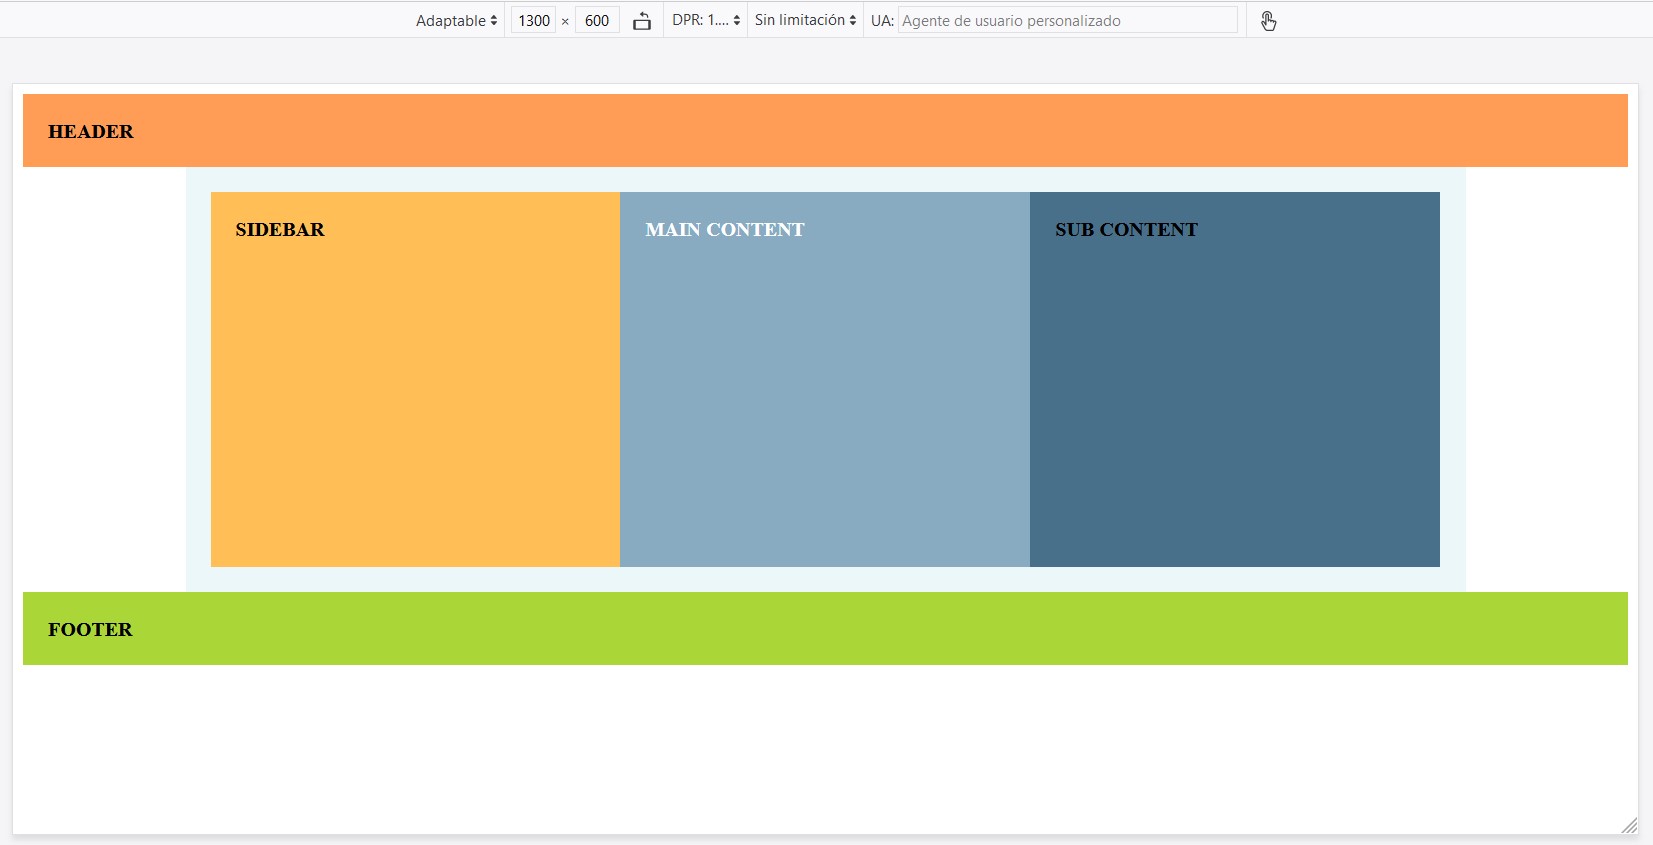 Adaptable 1300 × 600 DPR: 1.... Sin limitación UA: Agente de usuario personalizado
HEADER
SIDEBAR
MAIN CONTENT
SUB CONTENT
FOOTER